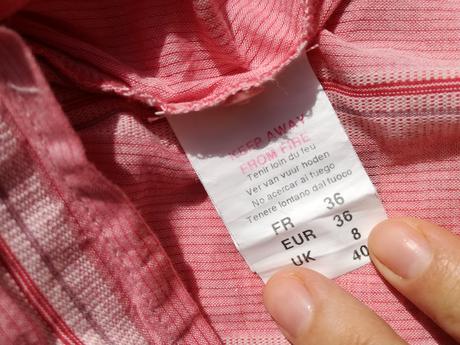 KEEP AWAY
FROM FIRE
Tenir loin du feu
Ver van vuur hoden
No acercar al fuego
Tenere lontano dal fuoco
FR 36
EUR 36
UK 8
40